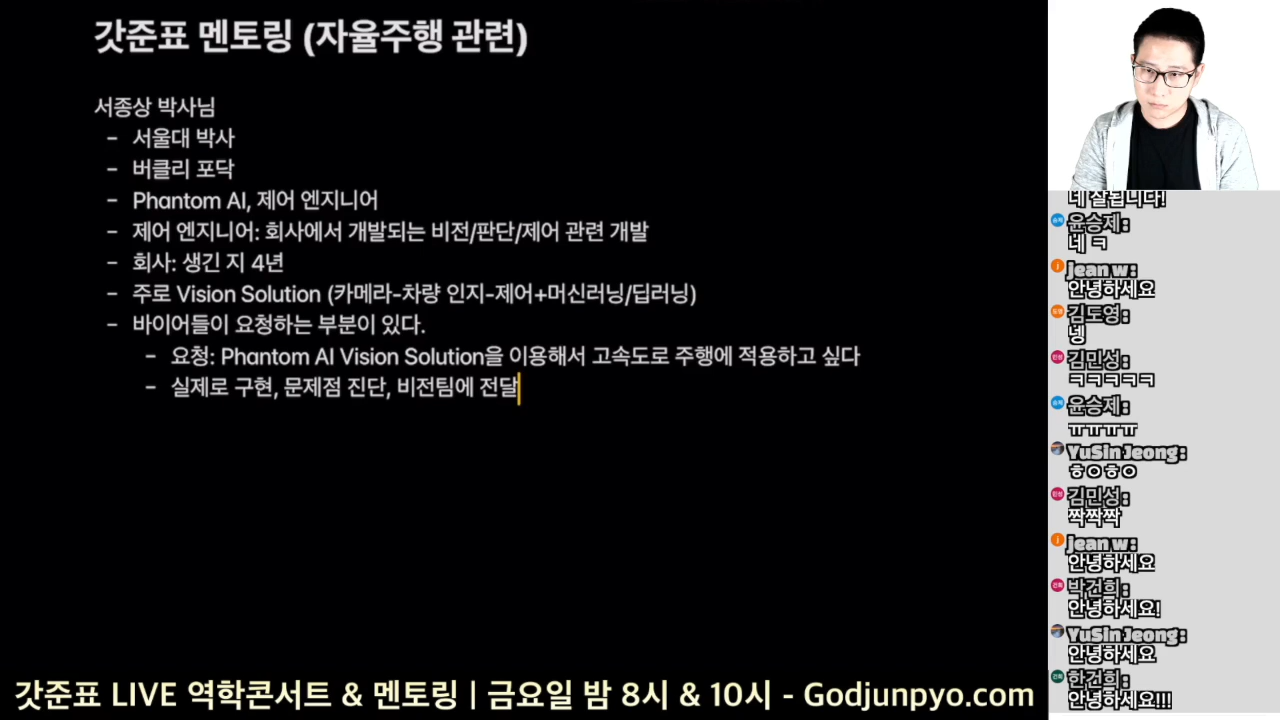 갓준표 멘토링 (자율주행 관련)
서종상 박사님
- 서울대 박사
- 버클리 포닥
- Phantom AI, 제어 엔지니어
- 제어 엔지니어: 회사에서 개발되는 비전/판단/제어 관련 개발
- 회사: 생긴 지 4년
- 주로 Vision Solution (카메라-차량 인지-제어+머신러닝/딥러닝)
- 바이어들이 요청하는 부분이 있다.
- 요청: Phantom AI Vision Solution을 이용해서 고속도로 주행에 적용하고 싶다
- 실제로 구현, 문제점 진단, 비전팀에 전달
네 잘됩니다!
윤승제:
네 ㅋ
jean w:
안녕하세요
김도영:
넹
김민성:
ㅋㅋㅋㅋㅋ
윤승제:
ㅠㅠㅠㅠ
YuSin Jeong:
ㅎㅇㅎㅇ
김민성:
짝짝짝
jean w:
안녕하세요
박건희:
안녕하세요!
YuSin Jeong:
안녕하세요
한건희:
안녕하세요!!!
갓준표 LIVE 역학콘서트 & 멘토링 | 금요일 밤 8시 & 10시 - Godjunpyo.com